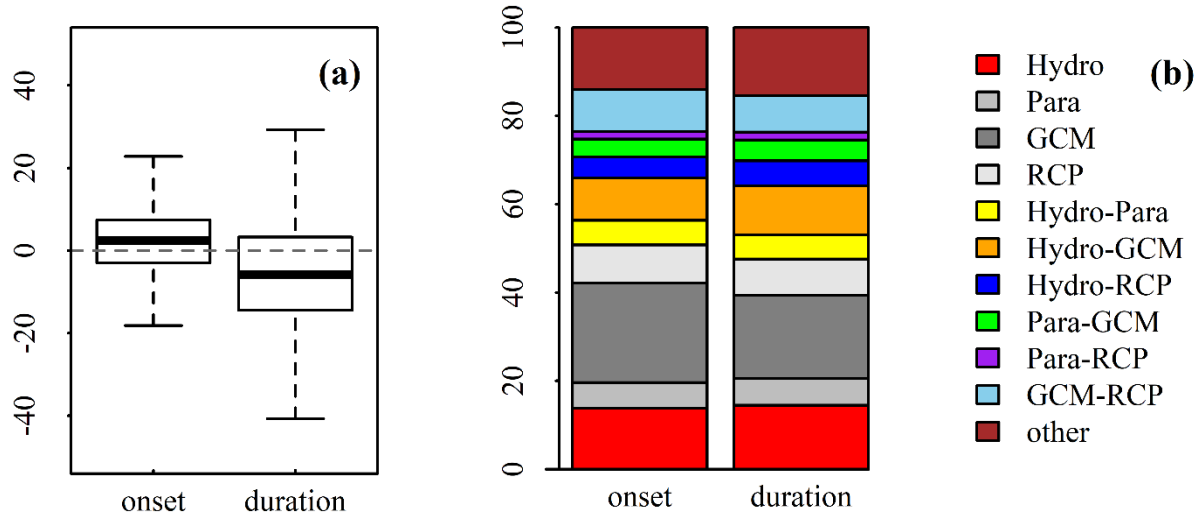 (a)
40
20
0
-20
-40
onset
duration
(b)
100
80
60
40
20
0
onset
duration
Hydro
Para
GCM
RCP
Hydro-Para
Hydro-GCM
Hydro-RCP
Para-GCM
Para-RCP
GCM-RCP
other